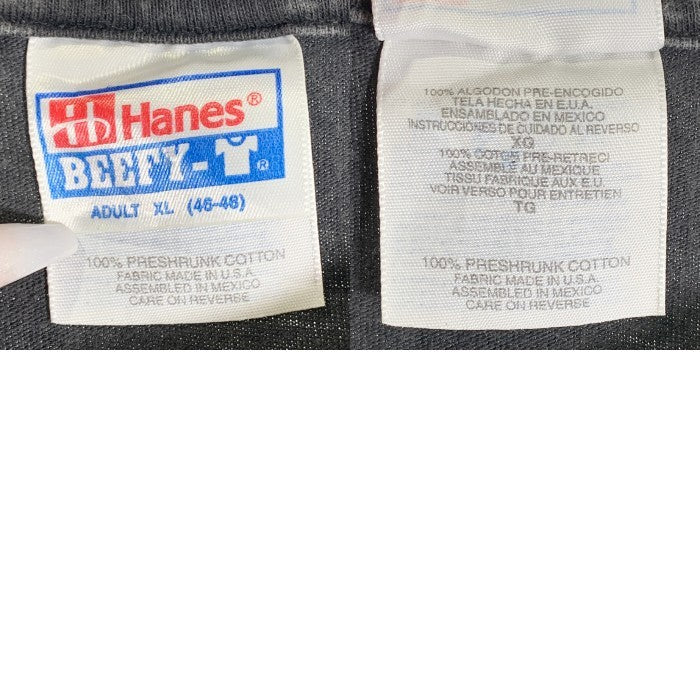 Hanes®
BEEFY-T®
ADULT XL (46-48)
100% PRESHRUNK COTTON
FABRIC MADE IN U.S.A.
ASSEMBLED IN MEXICO
CARE ON REVERSE
100% ALGODON PRE-ENCOGIDO
TELA HECHA EN E.U.A.
ENSAMBLADO EN MEXICO
INSTRUCCIONES DE CUIDADO AL REVERSO
XG
100% COTON PRE-RETRECI
ASSEMBLE AU MEXIQUE
TISSU FABRIQUE AUX E U
VOIR VERSO POUR ENTRETIEN
TG
100% PRESHRUNK COTTON
FABRIC MADE IN U.S.A.
ASSEMBLED IN MEXICO
CARE ON REVERSE